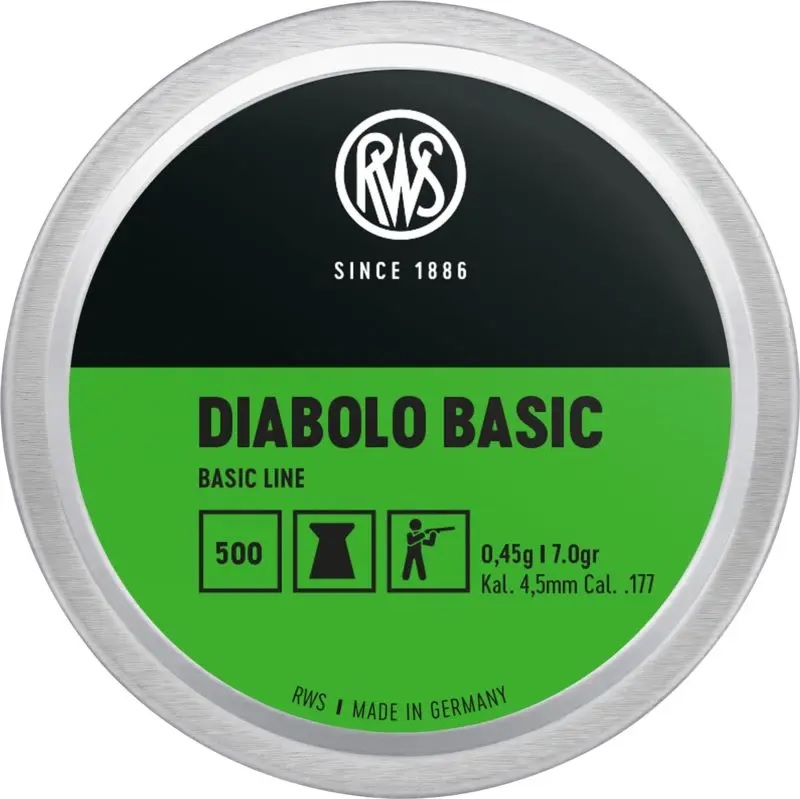 RWS
SINCE 1886
DIABOLO BASIC
BASIC LINE
500
0,45g I 7.0gr
Kal. 4,5mm Cal. .177
RWS I MADE IN GERMANY